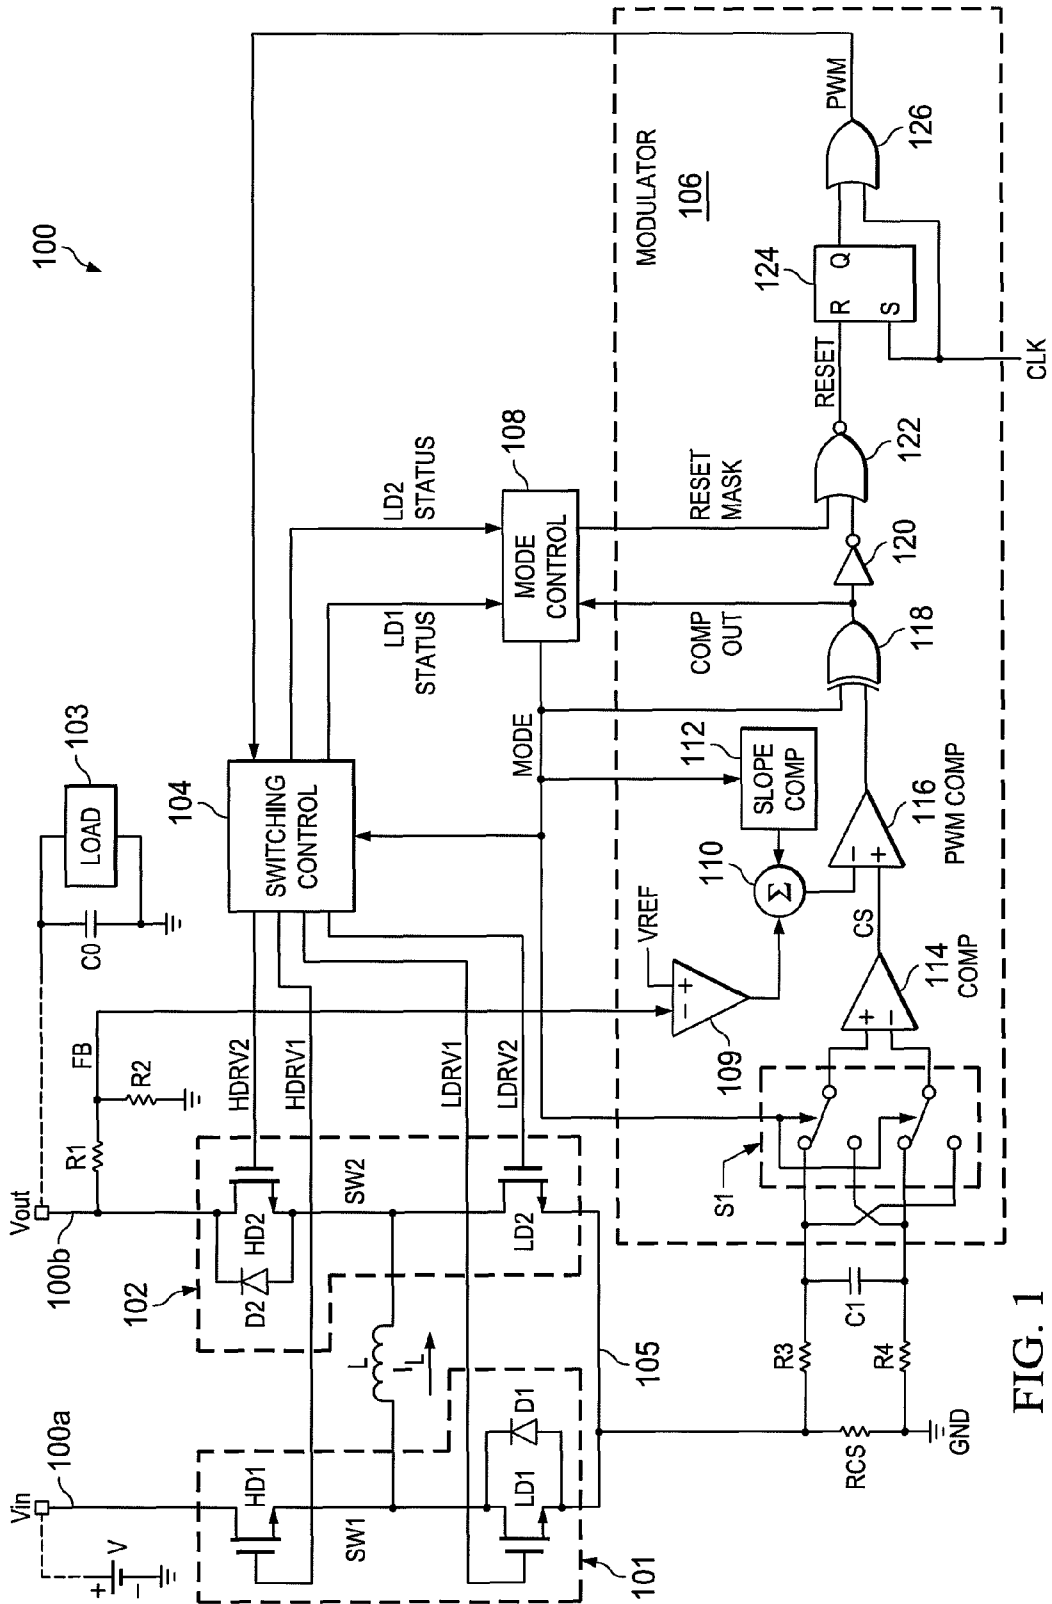 100
Vin
100a
V
+
−
Vout
100b
R1
FB
R2
C0
LOAD
103
102
D2
HD2
HD1
SW1
SW2
L
IL
LD1
D1
LD2
101
105
HDRV2
HDRV1
LDRV1
LDRV2
104
SWITCHING
CONTROL
LD1
STATUS
LD2
STATUS
108
MODE
CONTROL
MODE
COMP
OUT
RESET
MASK
MODULATOR
106
VREF
+
−
109
110
Σ
112
SLOPE
COMP
S1
R3
C1
R4
RCS
GND
+
−
114
COMP
CS
−
+
116
PWM COMP
118
120
122
RESET
124
R
S
Q
CLK
126
PWM
FIG. 1